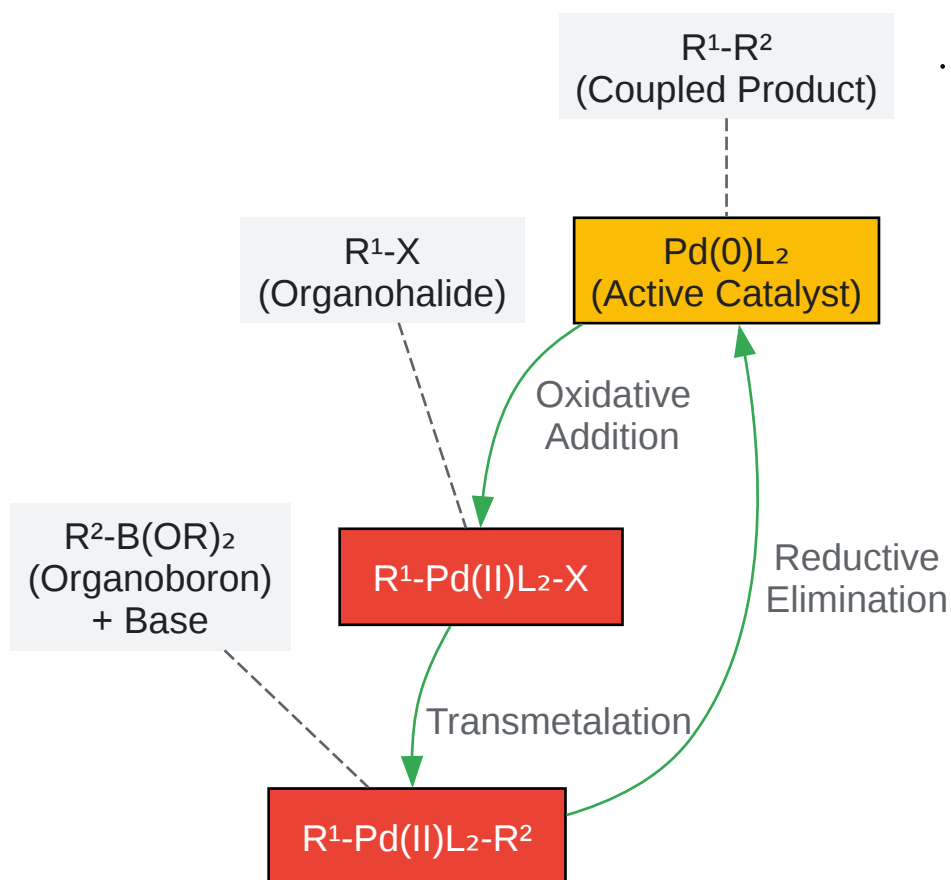 R¹-R²
(Coupled Product)
.
R¹-X
(Organohalide)
Pd(0)L₂
(Active Catalyst)
Oxidative
Addition
R²-B(OR)₂
(Organoboron)
+ Base
R¹-Pd(II)L₂-X
Reductive
Elimination
Transmetalation
R¹-Pd(II)L₂-R²